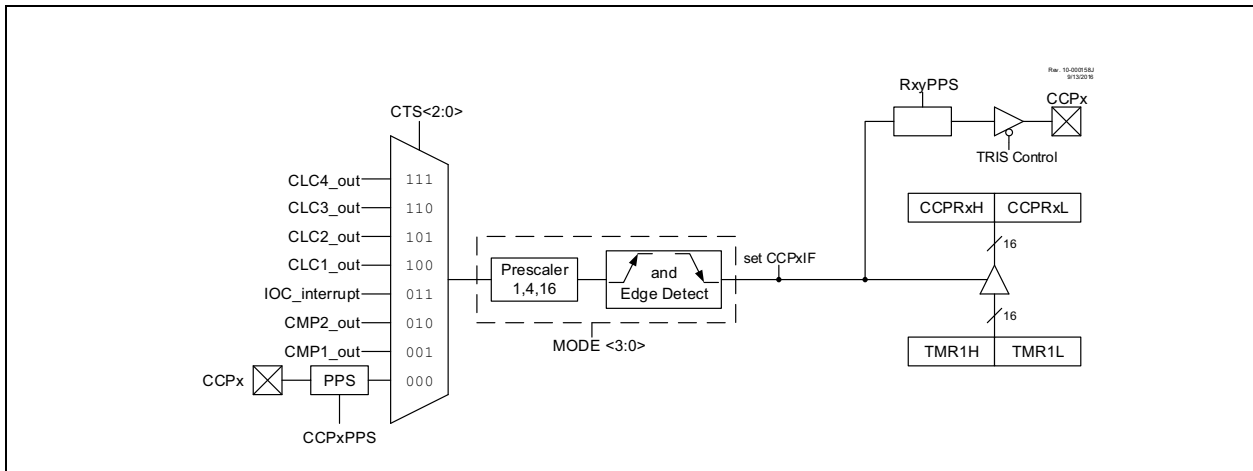 Rev. 10-000158J
9/13/2016
RxyPPS
CCPx
TRIS Control
CTS<2:0>
CLC4_out
111
CLC3_out
110
CLC2_out
101
CLC1_out
100
IOC_interrupt
011
CMP2_out
010
CMP1_out
001
CCPx
PPS
000
CCPxPPS
Prescaler
1,4,16
and
Edge Detect
MODE <3:0>
set CCPxIF
CCPRxH
CCPRxL
16
16
TMR1H
TMR1L